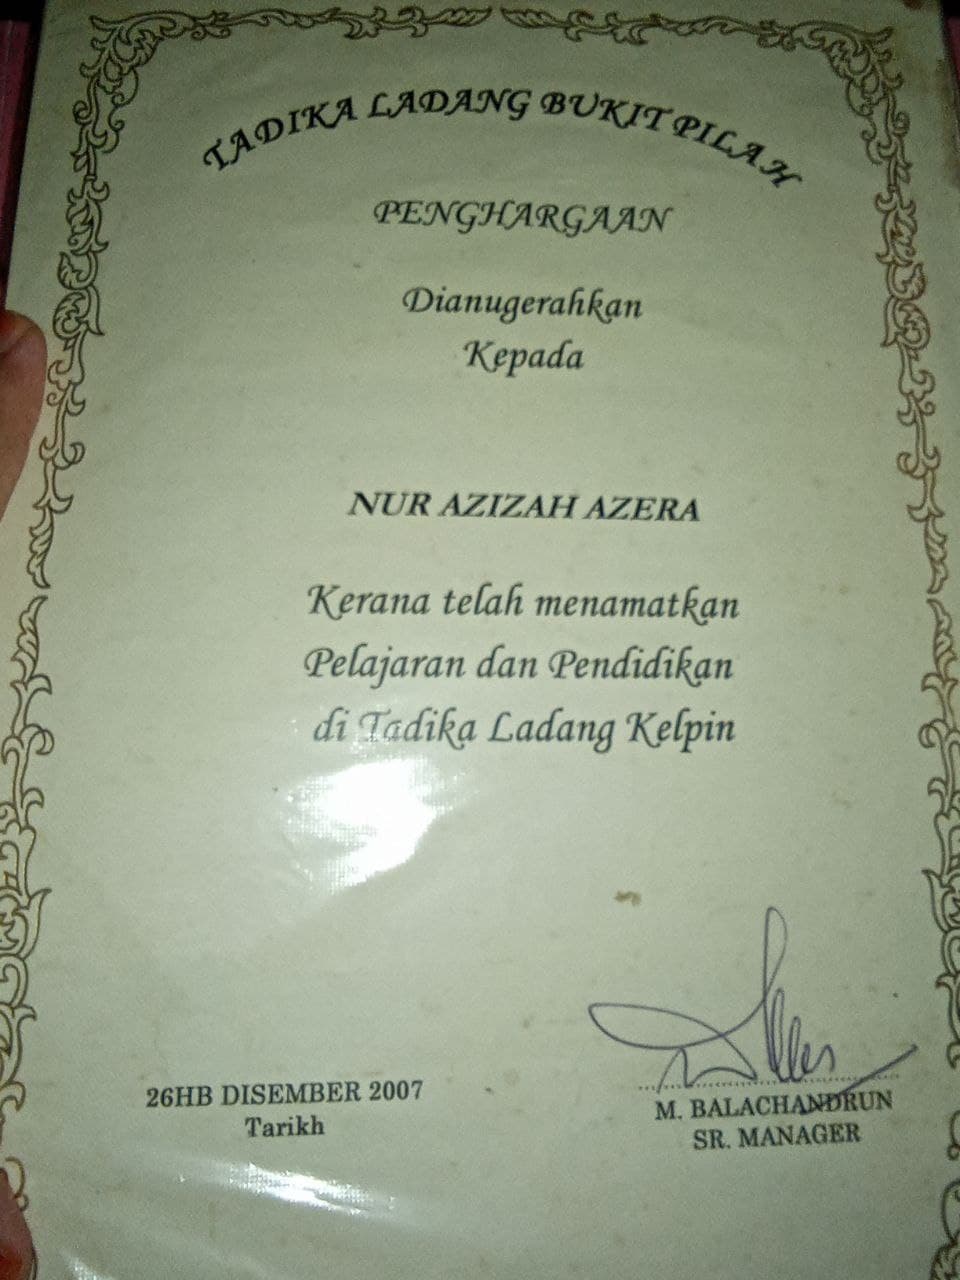 TADIKA LADANG BUKIT PILAH
PENGHARGAAN
Dianugerahkan
Kepada
NUR AZIZAH AZERA
Kerana telah menamatkan
Pelajaran dan Pendidikan
di Tadika Ladang Kelpin
26HB DISEMBER 2007
Tarikh
M. BALACHANDRUN
SR. MANAGER